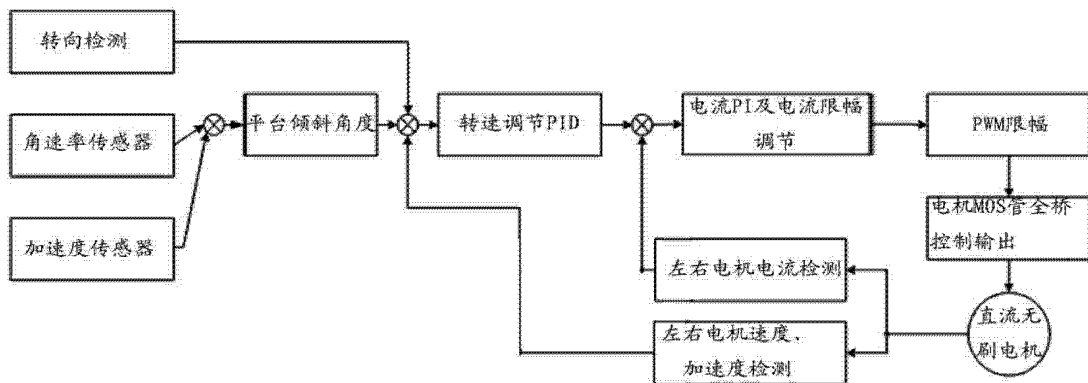 转向检测
角速率传感器
加速度传感器
平台倾斜角度
转速调节PID
电流PI及电流限幅
调节
PWM限幅
电机MOS管全桥
控制输出
左右电机电流检测
左右电机速度、
加速度检测
直流无
刷电机